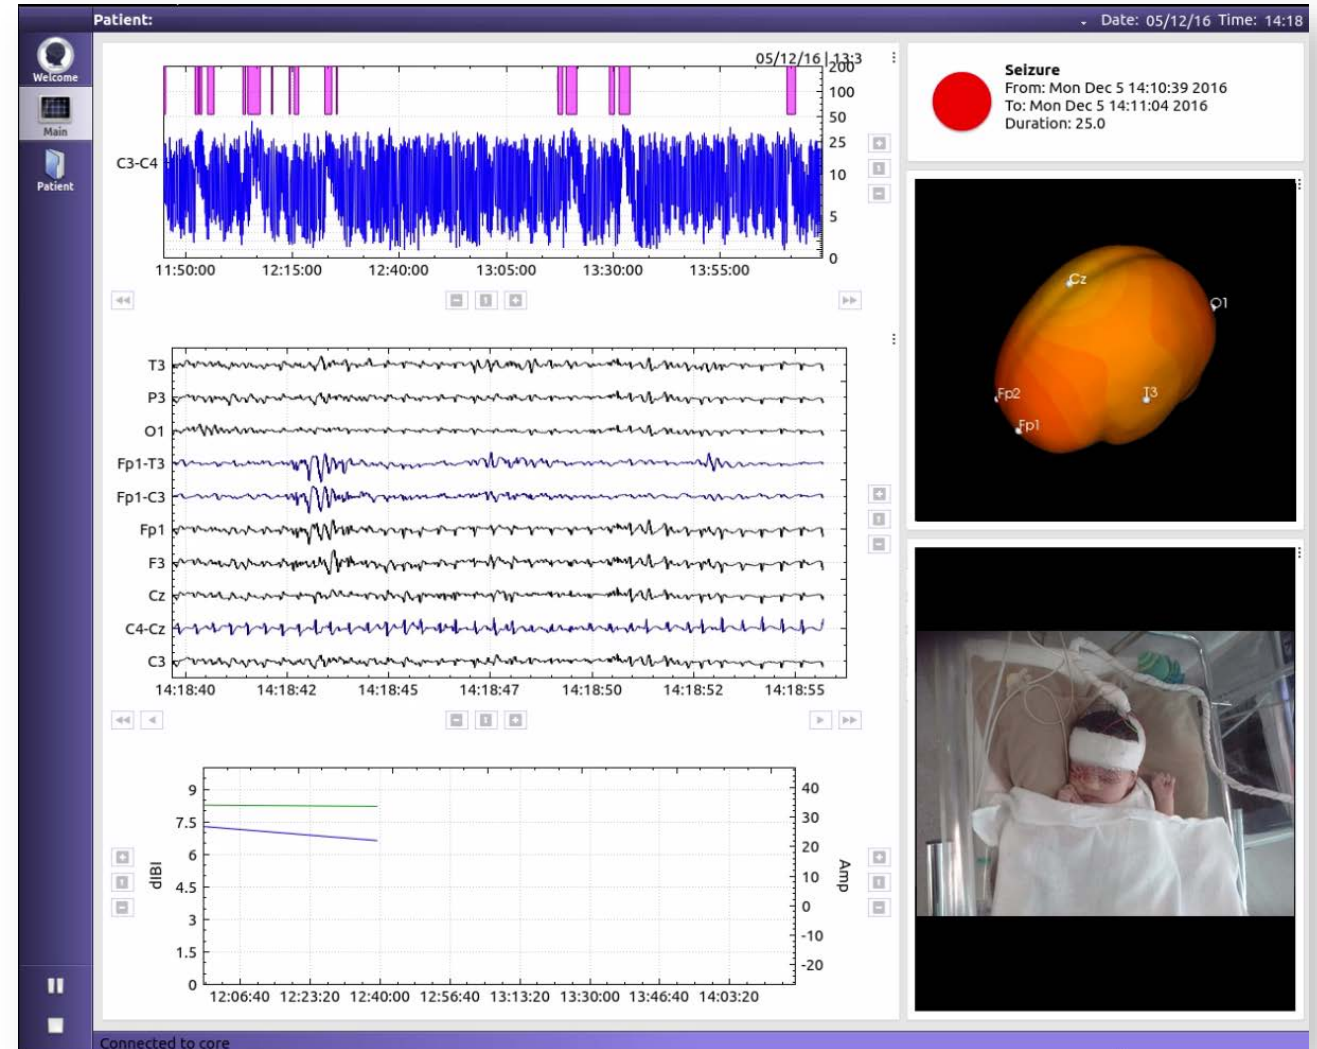 Patient:
Date: 05/12/16 Time: 14:18
Welcome
Main
Patient
05/12/16 | 13:3
200
100
50
25
10
5
0
C3-C4
11:50:00 12:15:00 12:40:00 13:05:00 13:30:00 13:55:00
T3
P3
O1
Fp1-T3
Fp1-C3
Fp1
F3
Cz
C4-Cz
C3
14:18:40 14:18:42 14:18:45 14:18:47 14:18:50 14:18:52 14:18:55
9
7.5
6
4.5
3
1.5
0
dIBI
40
30
20
10
0
-10
-20
Amp
12:06:40 12:23:20 12:40:00 12:56:40 13:13:20 13:30:00 13:46:40 14:03:20
Seizure
From: Mon Dec 5 14:10:39 2016
To: Mon Dec 5 14:11:04 2016
Duration: 25.0
Cz
O1
Fp2
T3
Fp1
Connected to core